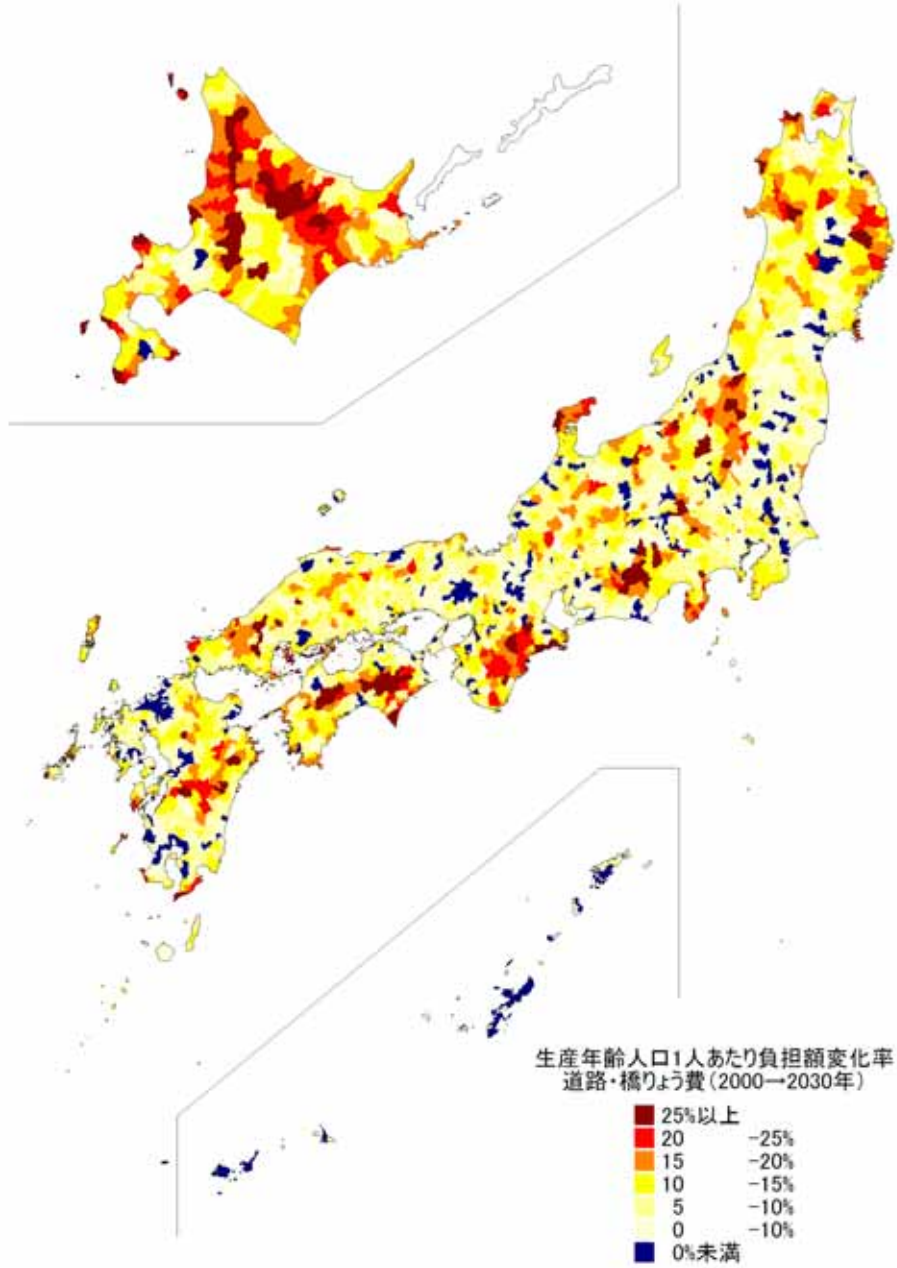 生産年齢人口1人あたり負担額変化率
道路・橋りょう費(2000→2030年)
25%以上
20 -25%
15 -20%
10 -15%
5 -10%
0 -10%
0%未満